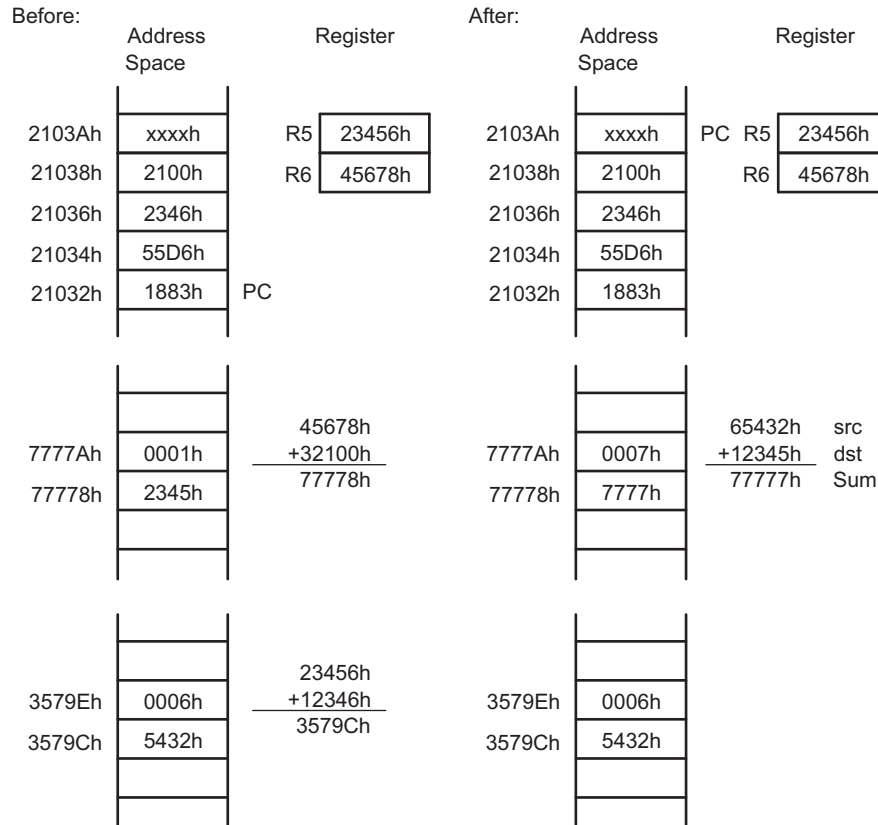 Before:
Address
Space
Register
2103Ah xxxxh R5 23456h
21038h 2100h R6 45678h
21036h 2346h
21034h 55D6h
21032h 1883h PC
7777Ah 0001h
77778h 2345h
45678h
+32100h
77778h
3579Eh 0006h
3579Ch 5432h
23456h
+12346h
3579Ch
After:
Address
Space
Register
2103Ah xxxxh PC R5 23456h
21038h 2100h R6 45678h
21036h 2346h
21034h 55D6h
21032h 1883h
7777Ah 0007h
77778h 7777h
65432h src
+12345h dst
77777h Sum
3579Eh 0006h
3579Ch 5432h